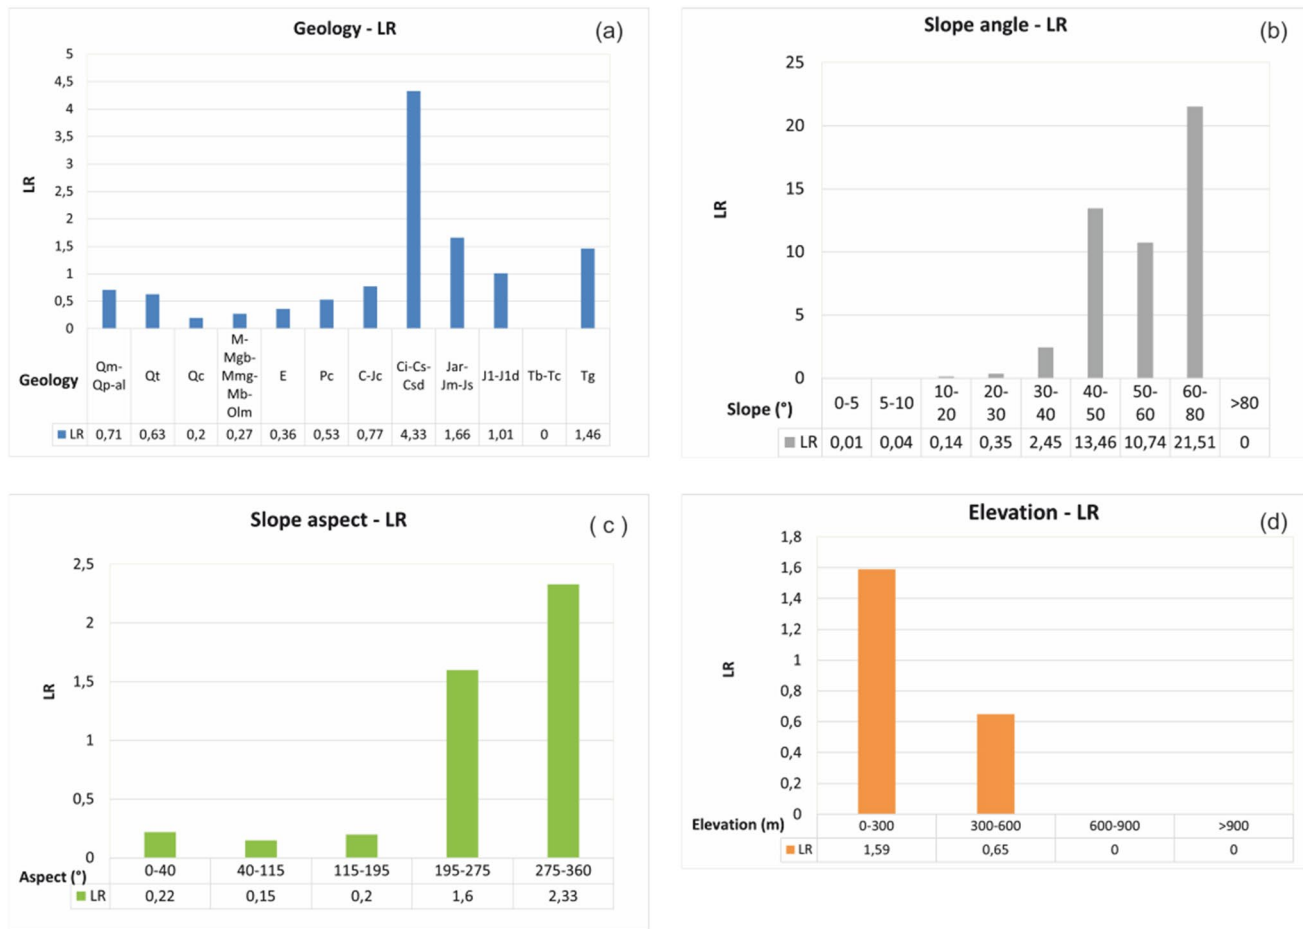 Geology - LR
(a)
5
4,5
4
3,5
3
2,5
2
1,5
1
0,5
0
LR
Geology
Qm-
Qp-al
Qt
Qc
M-
Mgb-
Mmg-
Mb-
Olm
E
Pc
C-Jc
Ci-Cs-
Csd
Jar-
Jm-Js
J1-J1d
Tb-Tc
Tg
LR 0,71 0,63 0,2 0,27 0,36 0,53 0,77 4,33 1,66 1,01 0 1,46
Slope angle - LR
(b)
25
20
15
10
5
0
LR
Slope (°)
0-5
5-10
10-
20
20-
30
30-
40
40-
50
50-
60
60-
80
>80
LR 0,01 0,04 0,14 0,35 2,45 13,46 10,74 21,51 0
Slope aspect - LR
( c )
2,5
2
1,5
1
0,5
0
LR
Aspect (°) 0-40 40-115 115-195 195-275 275-360
LR 0,22 0,15 0,2 1,6 2,33
Elevation - LR
(d)
1,8
1,6
1,4
1,2
1
0,8
0,6
0,4
0,2
0
LR
Elevation (m) 0-300 300-600 600-900 >900
LR 1,59 0,65 0 0